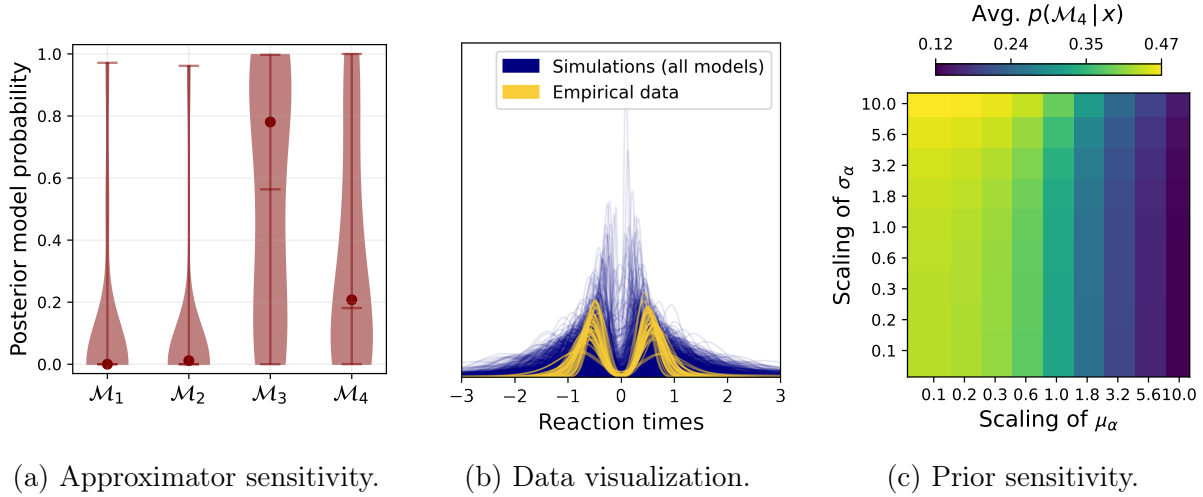 Posterior model probability
1.0
0.8
0.6
0.4
0.2
0.0
ℳ₁ ℳ₂ ℳ₃ ℳ₄
(a) Approximator sensitivity.
Simulations (all models)
Empirical data
−3 −2 −1 0 1 2 3
Reaction times
(b) Data visualization.
Avg. p(ℳ₄ | x)
0.12 0.24 0.35 0.47
Scaling of σ_α
10.0
5.6
3.2
1.8
1.0
0.6
0.3
0.2
0.1
0.1 0.2 0.3 0.6 1.0 1.8 3.2 5.6 10.0
Scaling of μ_α
(c) Prior sensitivity.